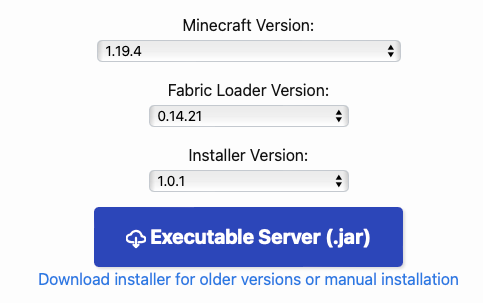 Minecraft Version:
1.19.4
Fabric Loader Version:
0.14.21
Installer Version:
1.0.1
Executable Server (.jar)
Download installer for older versions or manual installation